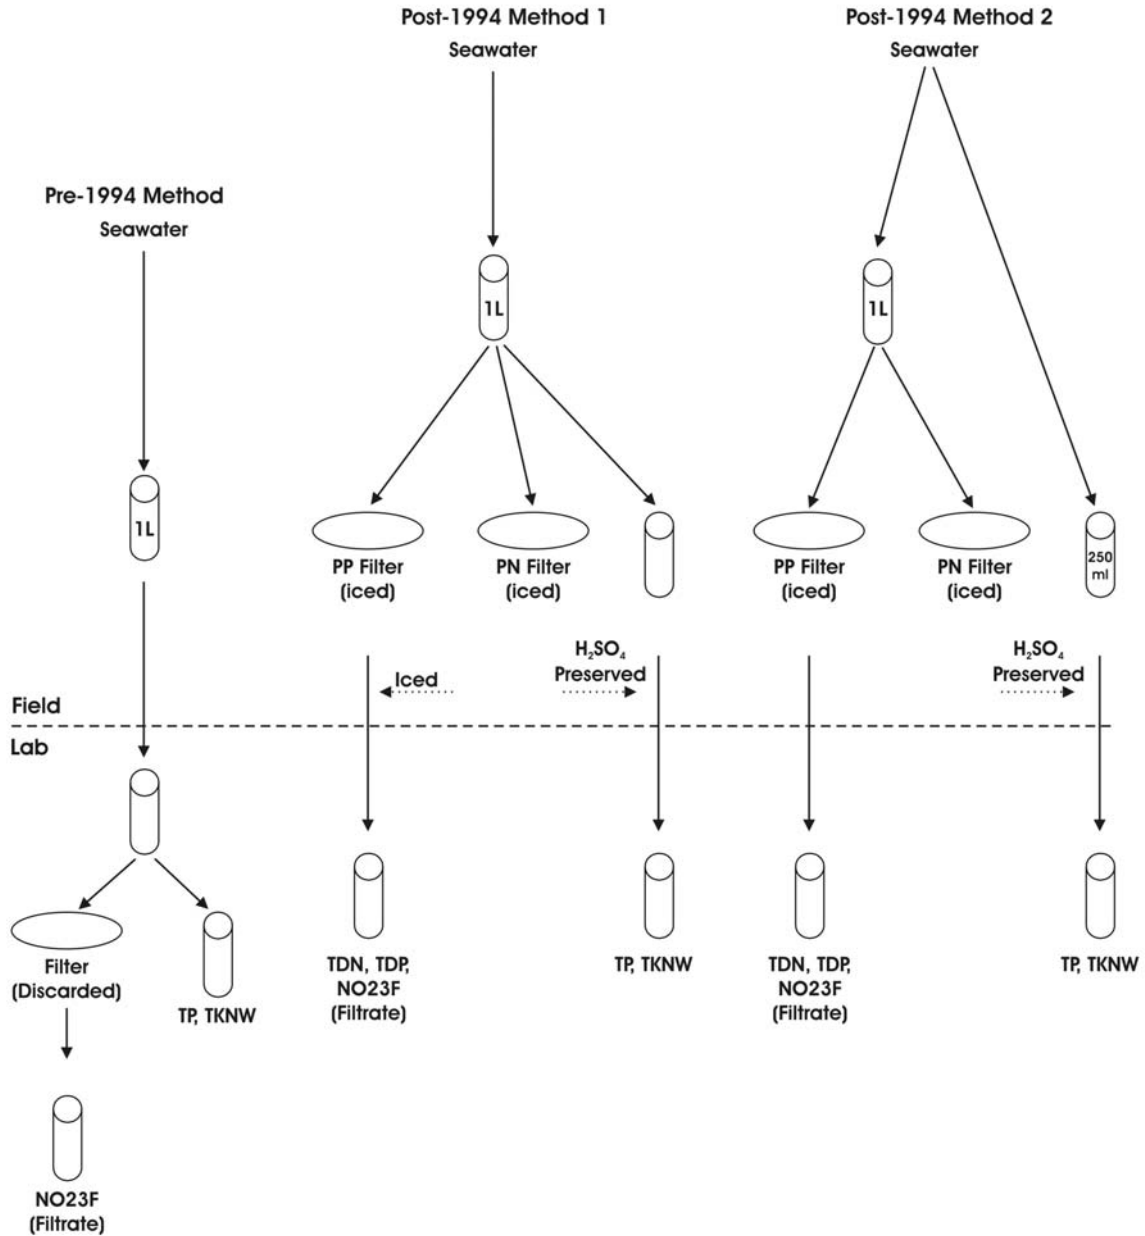 Post-1994 Method 1
Seawater
Post-1994 Method 2
Seawater
Pre-1994 Method
Seawater
1L
1L
1L
PP Filter
(iced)
PN Filter
(iced)
PP Filter
(iced)
PN Filter
(iced)
250
ml
Iced
H₂SO₄
Preserved
H₂SO₄
Preserved
Field
Lab
Filter
(Discarded)
TP, TKNW
NO23F
(Filtrate)
TDN, TDP,
NO23F
(Filtrate)
TP, TKNW
TDN, TDP,
NO23F
(Filtrate)
TP, TKNW